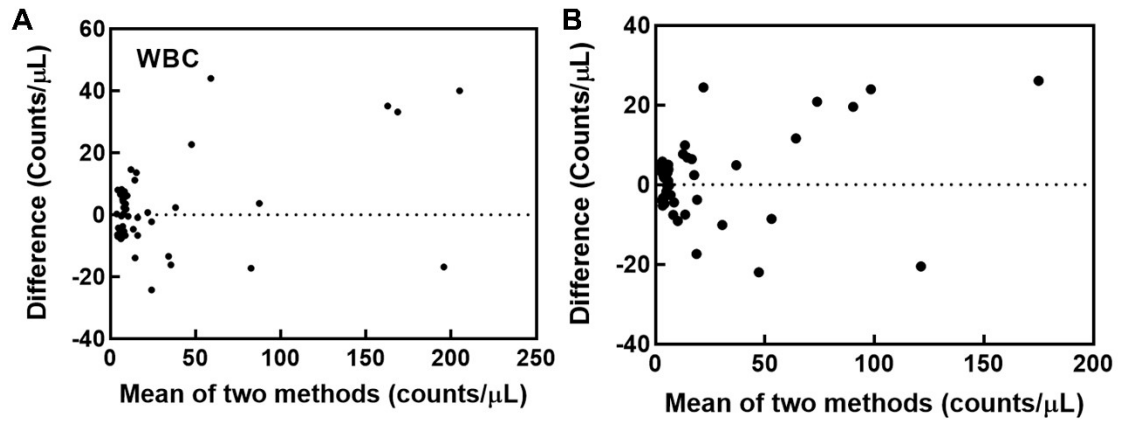 A
WBC
Difference (Counts/μL)
60
40
20
0
-20
-40
0 50 100 150 200 250
Mean of two methods (counts/μL)
B
Difference (Counts/μL)
40
20
0
-20
-40
0 50 100 150 200
Mean of two methods (counts/μL)